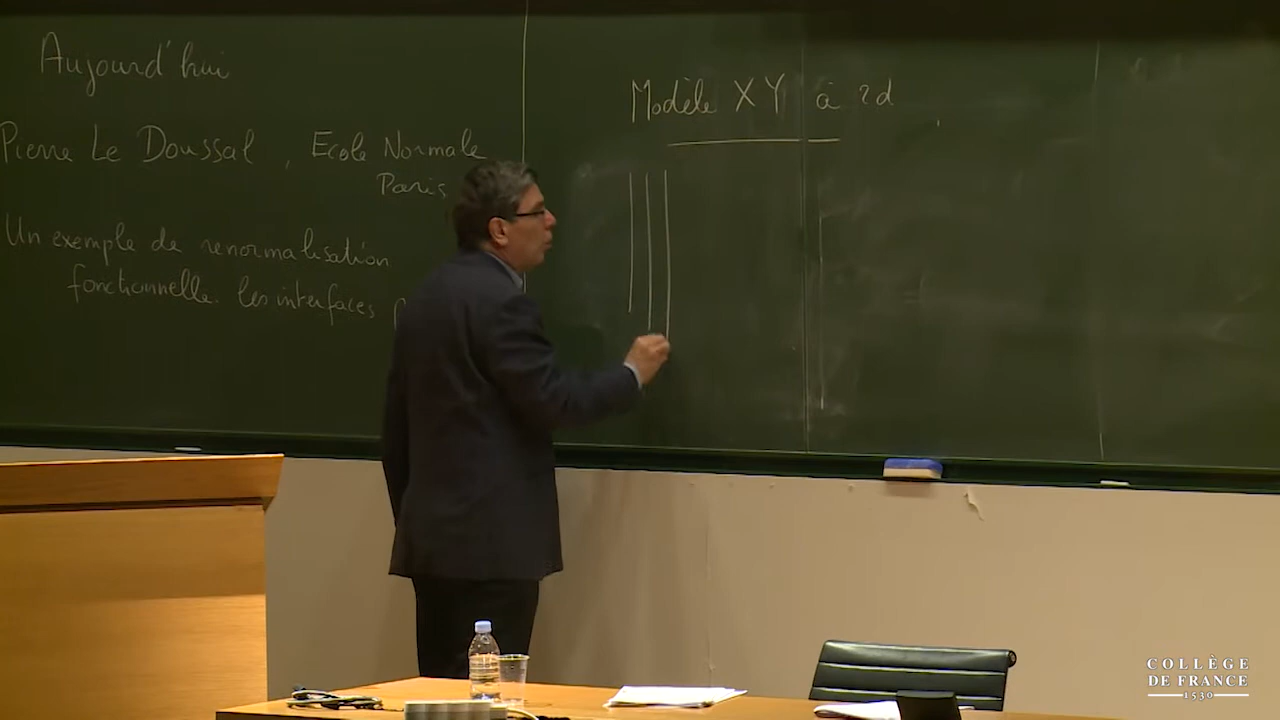 Aujourd'hui
Pierre Le Doussal, Ecole Normale
Paris
Un exemple de renormalisation
fonctionnelle. les interfaces
Modèle XY à 2d
COLLÈGE
DE FRANCE
1530